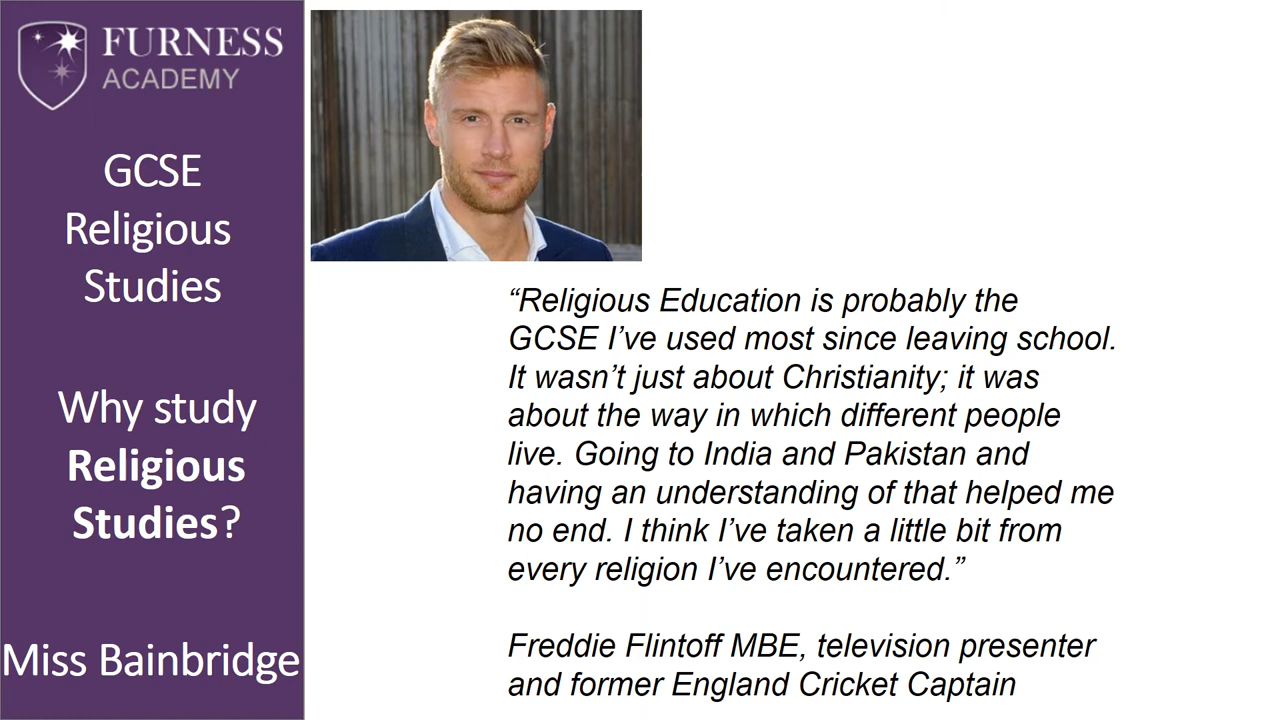 FURNESS
ACADEMY
GCSE
Religious
Studies
Why study
Religious
Studies?
Miss Bainbridge
“Religious Education is probably the
GCSE I’ve used most since leaving school.
It wasn’t just about Christianity; it was
about the way in which different people
live. Going to India and Pakistan and
having an understanding of that helped me
no end. I think I’ve taken a little bit from
every religion I’ve encountered.”
Freddie Flintoff MBE, television presenter
and former England Cricket Captain